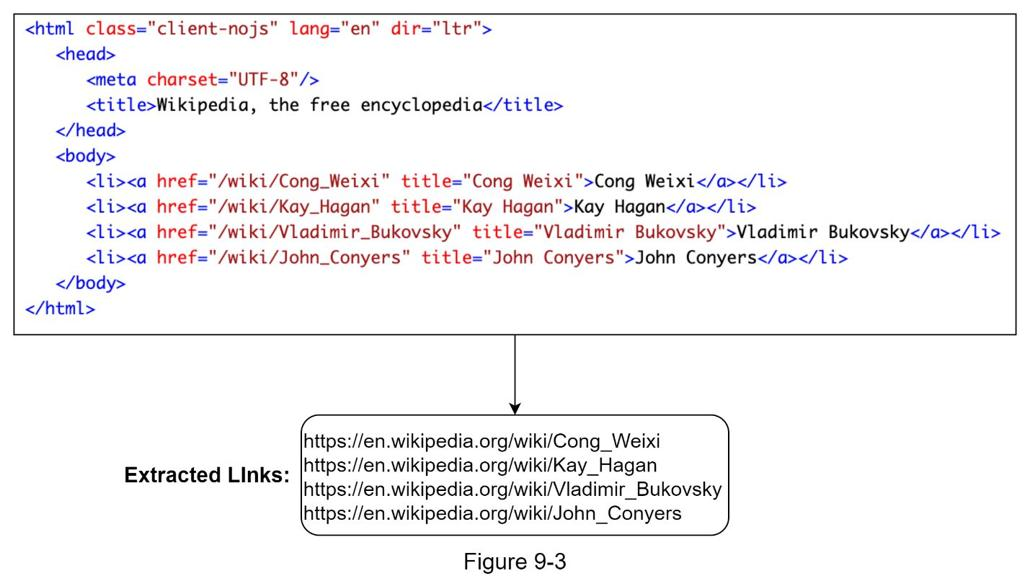 <html class="client-nojs" lang="en" dir="ltr">
<head>
<meta charset="UTF-8"/>
<title>Wikipedia, the free encyclopedia</title>
</head>
<body>
<li><a href="/wiki/Cong_Weixi" title="Cong Weixi">Cong Weixi</a></li>
<li><a href="/wiki/Kay_Hagan" title="Kay Hagan">Kay Hagan</a></li>
<li><a href="/wiki/Vladimir_Bukovsky" title="Vladimir Bukovsky">Vladimir Bukovsky</a></li>
<li><a href="/wiki/John_Conyers" title="John Conyers">John Conyers</a></li>
</body>
</html>
Extracted LInks:
https://en.wikipedia.org/wiki/Cong_Weixi
https://en.wikipedia.org/wiki/Kay_Hagan
https://en.wikipedia.org/wiki/Vladimir_Bukovsky
https://en.wikipedia.org/wiki/John_Conyers
Figure 9-3